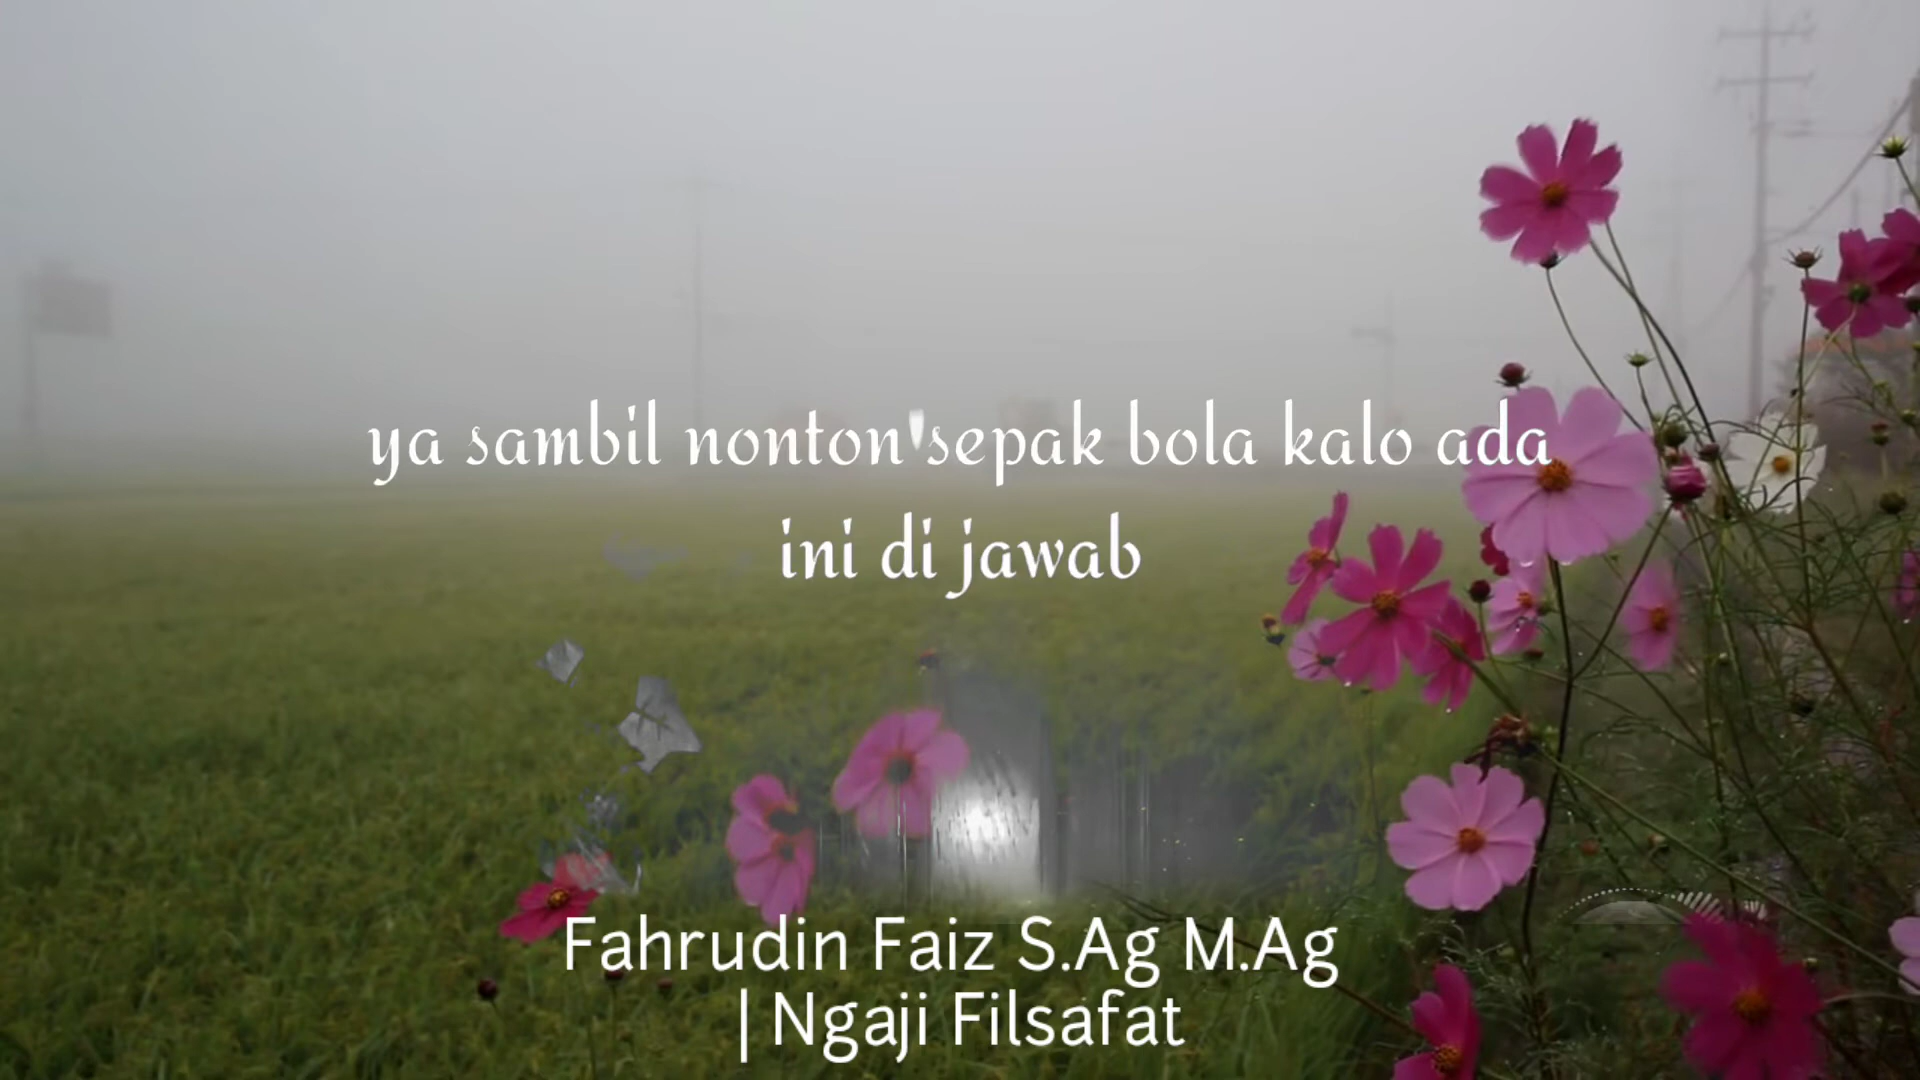 ya sambil nonton sepak bola kalo ada
ini di jawab
Fahrudin Faiz S.Ag M.Ag
| Ngaji Filsafat